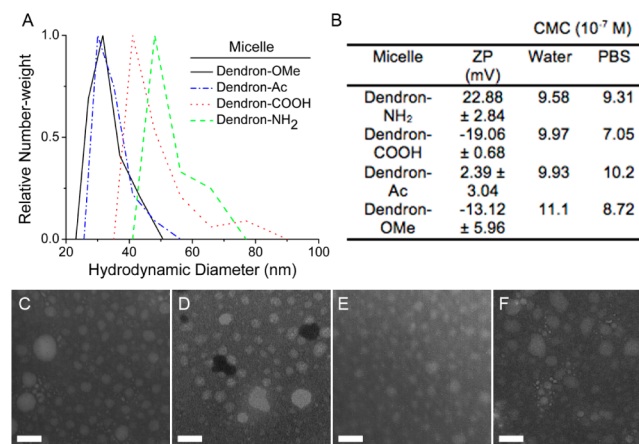 A
Relative Number-weight
1.0
0.5
0.0
20 40 60 80 100
Hydrodynamic Diameter (nm)
Micelle
Dendron-OMe
Dendron-Ac
Dendron-COOH
Dendron-NH₂
B
CMC (10⁻⁷ M)
Micelle ZP (mV) Water PBS
Dendron-NH₂ 22.88 ± 2.84 9.58 9.31
Dendron-COOH -19.06 ± 0.68 9.97 7.05
Dendron-Ac 2.39 ± 3.04 9.93 10.2
Dendron-OMe -13.12 ± 5.96 11.1 8.72
C
D
E
F